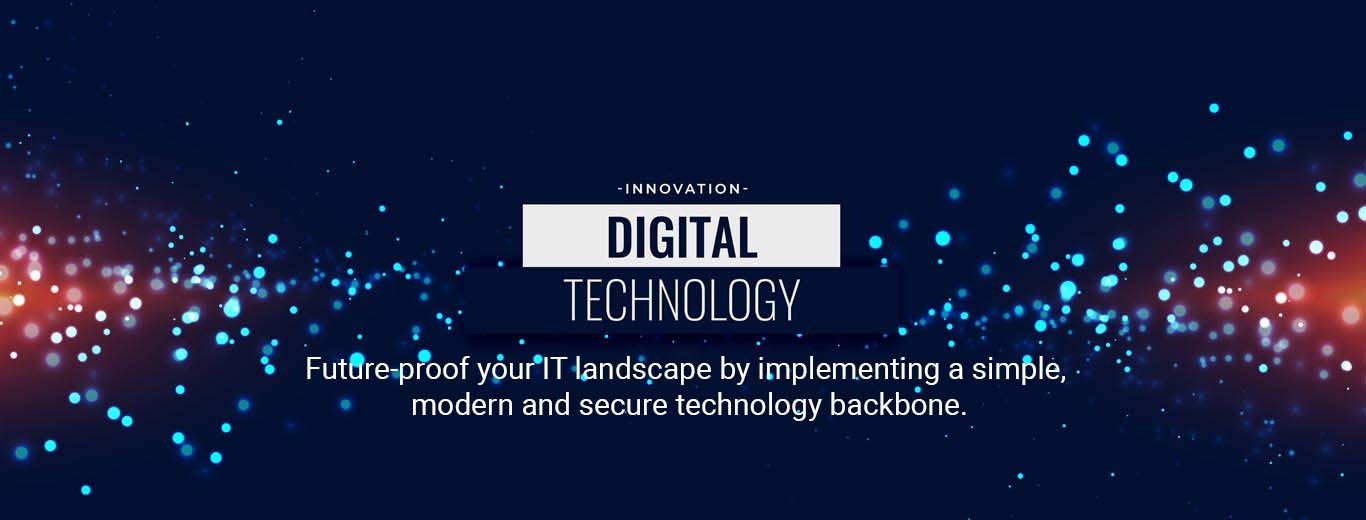 -INNOVATION-
DIGITAL
TECHNOLOGY
Future-proof your IT landscape by implementing a simple,
modern and secure technology backbone.